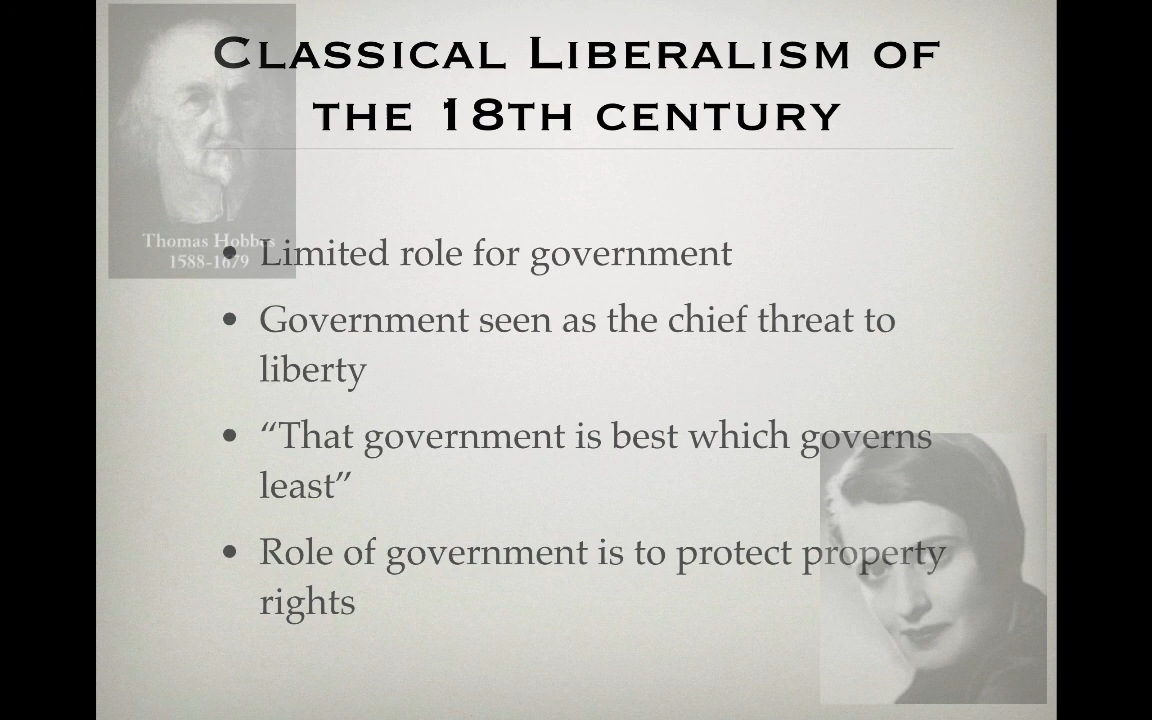 CLASSICAL LIBERALISM OF
THE 18TH CENTURY
Thomas Hobbes
1588-1679
• Limited role for government
• Government seen as the chief threat to
liberty
• “That government is best which governs
least”
• Role of government is to protect property
rights